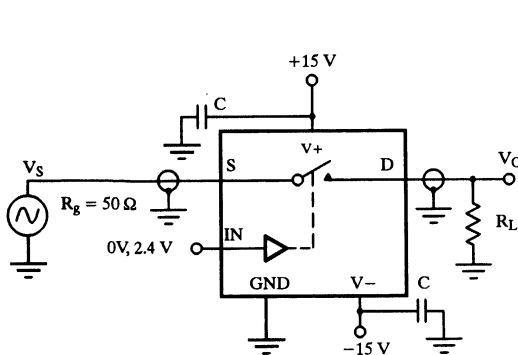 +15 V
C
V+
S
D
VS
VO
Rg = 50 Ω
RL
0V, 2.4 V
IN
GND
V−
C
−15 V